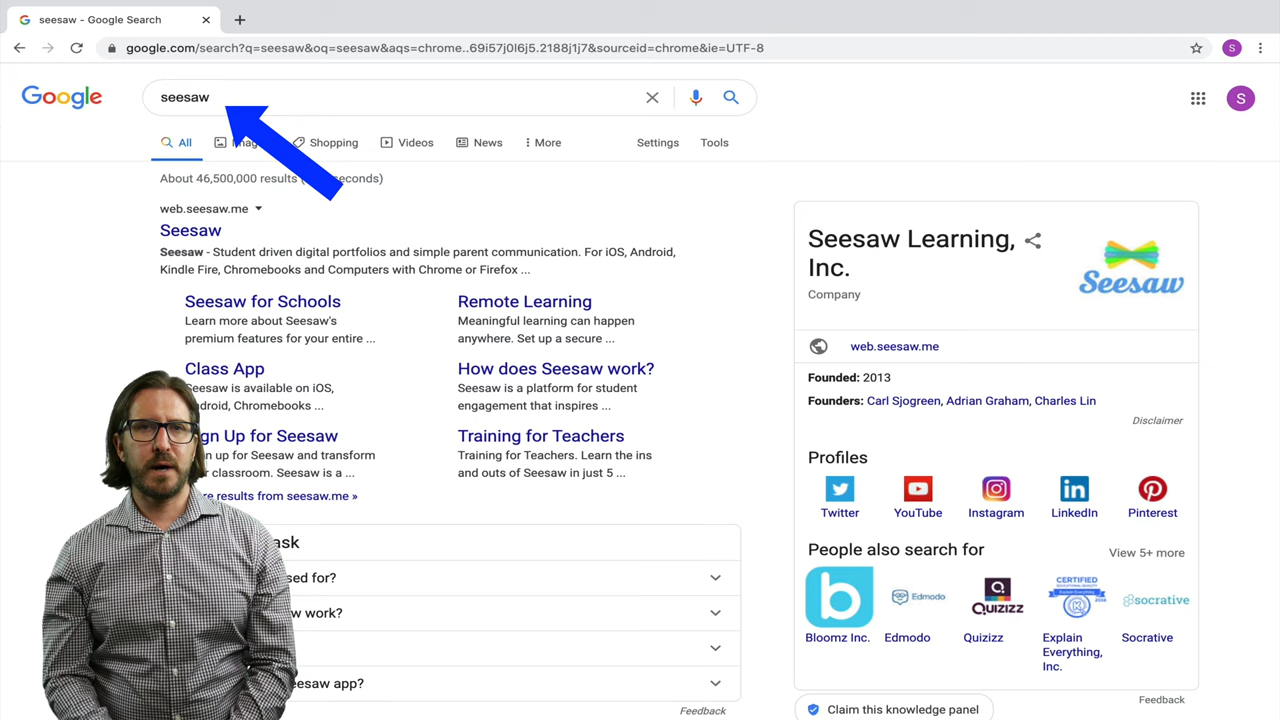 seesaw - Google Search
google.com/search?q=seesaw&oq=seesaw&aqs=chrome..69i57j0l6j5.2188j1j7&sourceid=chrome&ie=UTF-8
S
Google
seesaw
S
All
Shopping
Videos
News
More
Settings
Tools
About 46,500,000 results
web.seesaw.me
Seesaw
Seesaw - Student driven digital portfolios and simple parent communication. For iOS, Android,
Kindle Fire, Chromebooks and Computers with Chrome or Firefox ...
Seesaw for Schools
Learn more about Seesaw's
premium features for your entire ...
Remote Learning
Meaningful learning can happen
anywhere. Set up a secure ...
Class App
Seesaw is available on iOS,
Chromebooks ...
How does Seesaw work?
Seesaw is a platform for student
engagement that inspires ...
Up for Seesaw
up for Seesaw and transform
classroom. Seesaw is a ...
Training for Teachers
Training for Teachers. Learn the ins
and outs of Seesaw in just 5 ...
results from seesaw.me »
ask
for?
work?
app?
Feedback
Seesaw Learning,
Inc.
Company
Seesaw
web.seesaw.me
Founded: 2013
Founders: Carl Sjogreen, Adrian Graham, Charles Lin
Disclaimer
Profiles
Twitter
YouTube
Instagram
LinkedIn
Pinterest
People also search for
View 5+ more
b
Edmodo
QUIZIZZ
CERTIFIED
socrative
Bloomz Inc.
Edmodo
Quizizz
Explain
Everything,
Inc.
Socrative
Feedback
Claim this knowledge panel